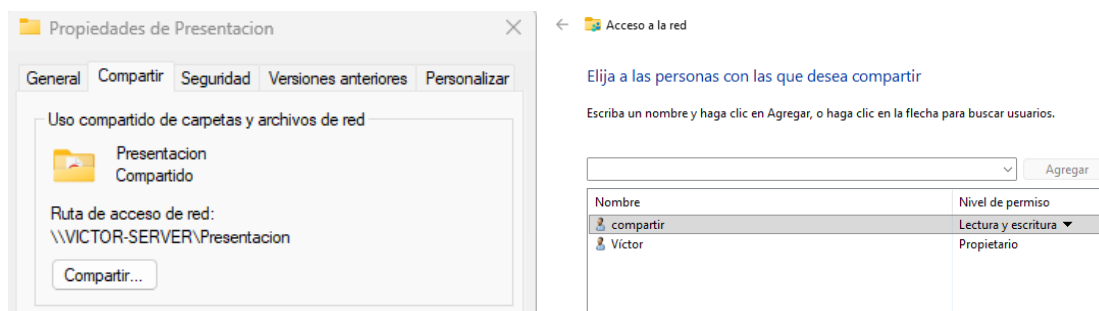 Propiedades de Presentacion
General Compartir Seguridad Versiones anteriores Personalizar
Uso compartido de carpetas y archivos de red
Presentacion
Compartido
Ruta de acceso de red:
\\VICTOR-SERVER\Presentacion
Compartir...
Acceso a la red
Elija a las personas con las que desea compartir
Escriba un nombre y haga clic en Agregar, o haga clic en la flecha para buscar usuarios.
Agregar
Nombre Nivel de permiso
compartir Lectura y escritura
Víctor Propietario